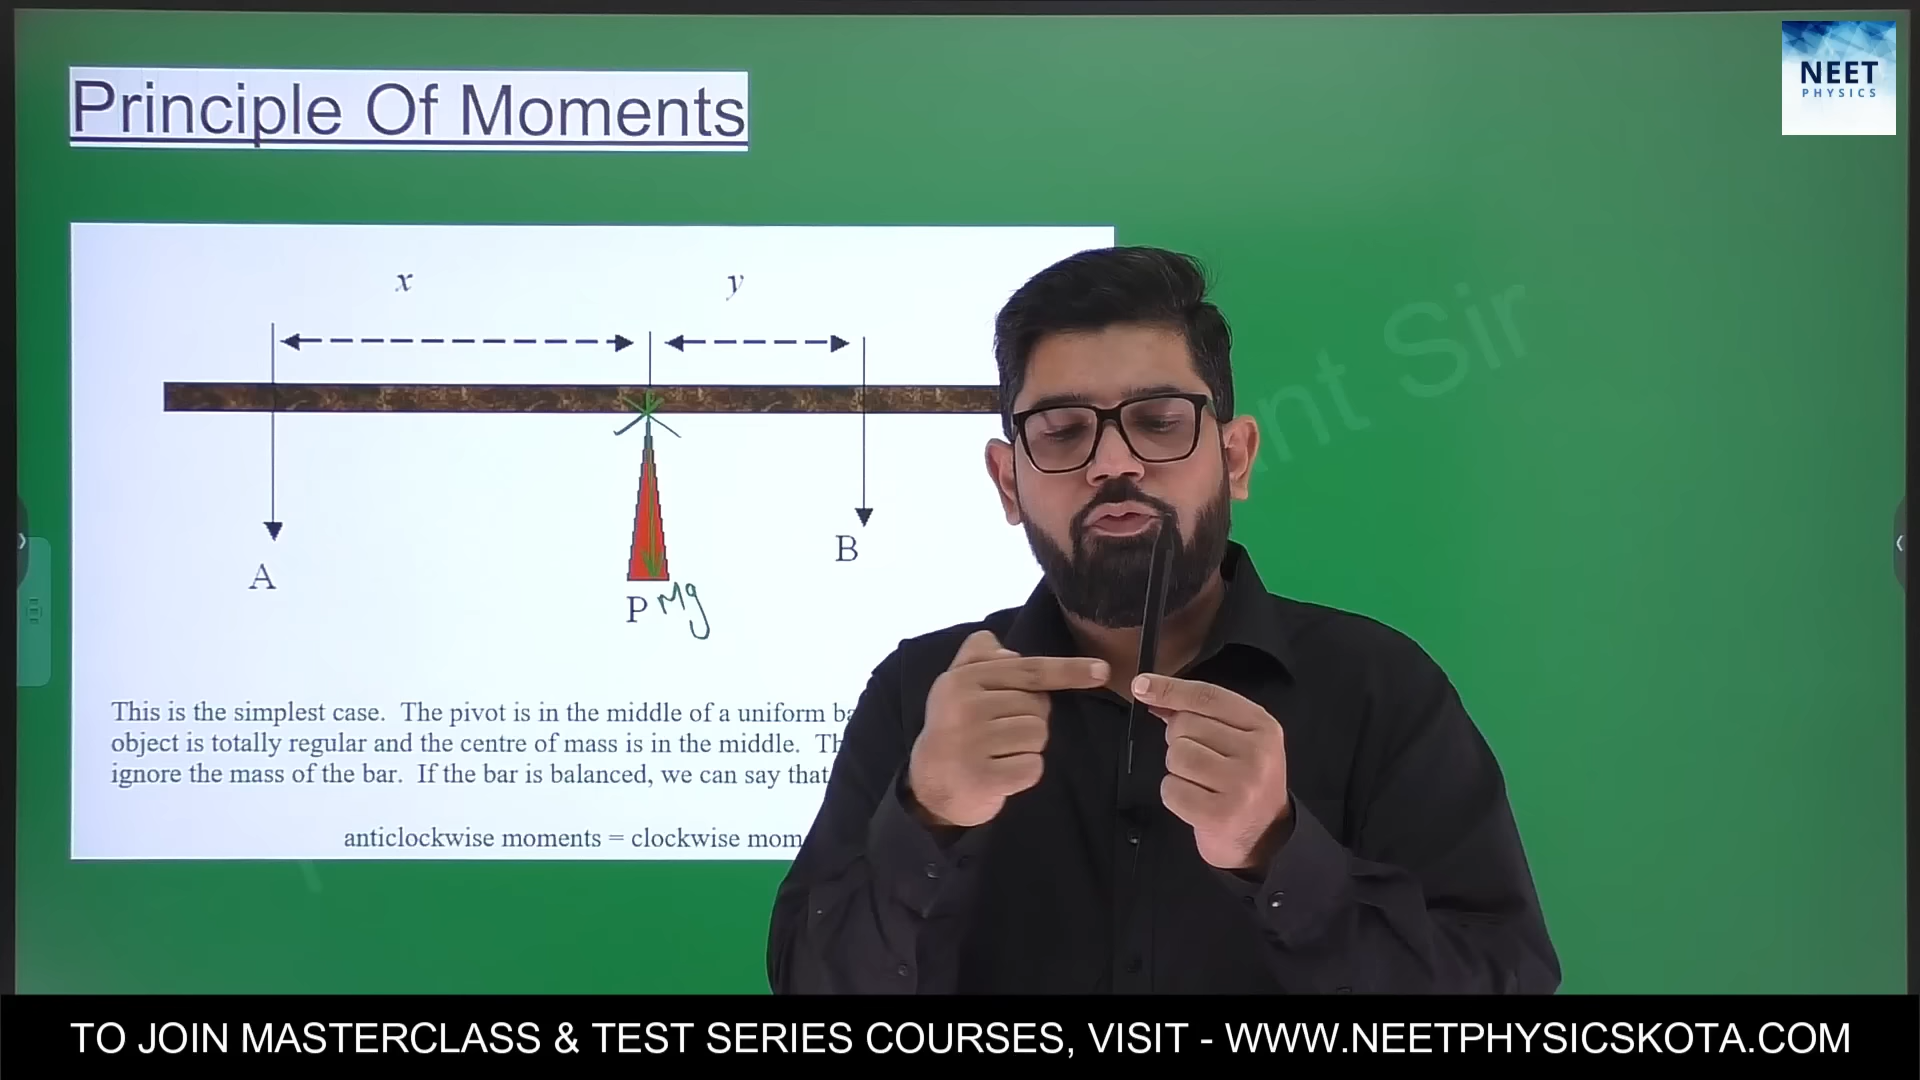 Principle Of Moments
NEET
PHYSICS
x y
A
B
P Mg
This is the simplest case. The pivot is in the middle of a uniform
object is totally regular and the centre of mass is in the middle.
ignore the mass of the bar. If the bar is balanced, we can say that
anticlockwise moments = clockwise
Sir
TO JOIN MASTERCLASS & TEST SERIES COURSES, VISIT - WWW.NEETPHYSICSKOTA.COM